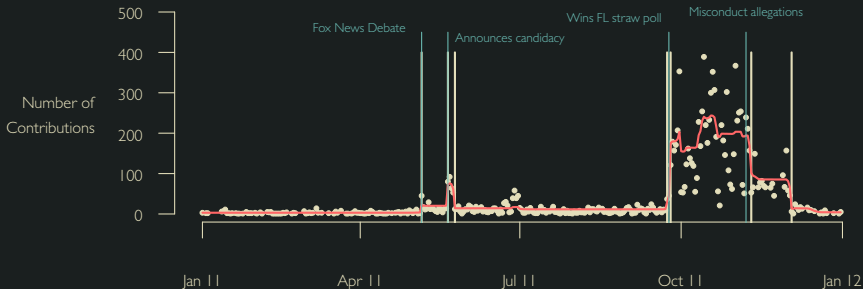 500
Misconduct allegations
Wins FL straw poll
Fox News Debate
Announces candidacy
400
300
Number of
Contributions
200
100
0
Jan 11
Apr 11
Jul 11
Oct 11
Jan 12